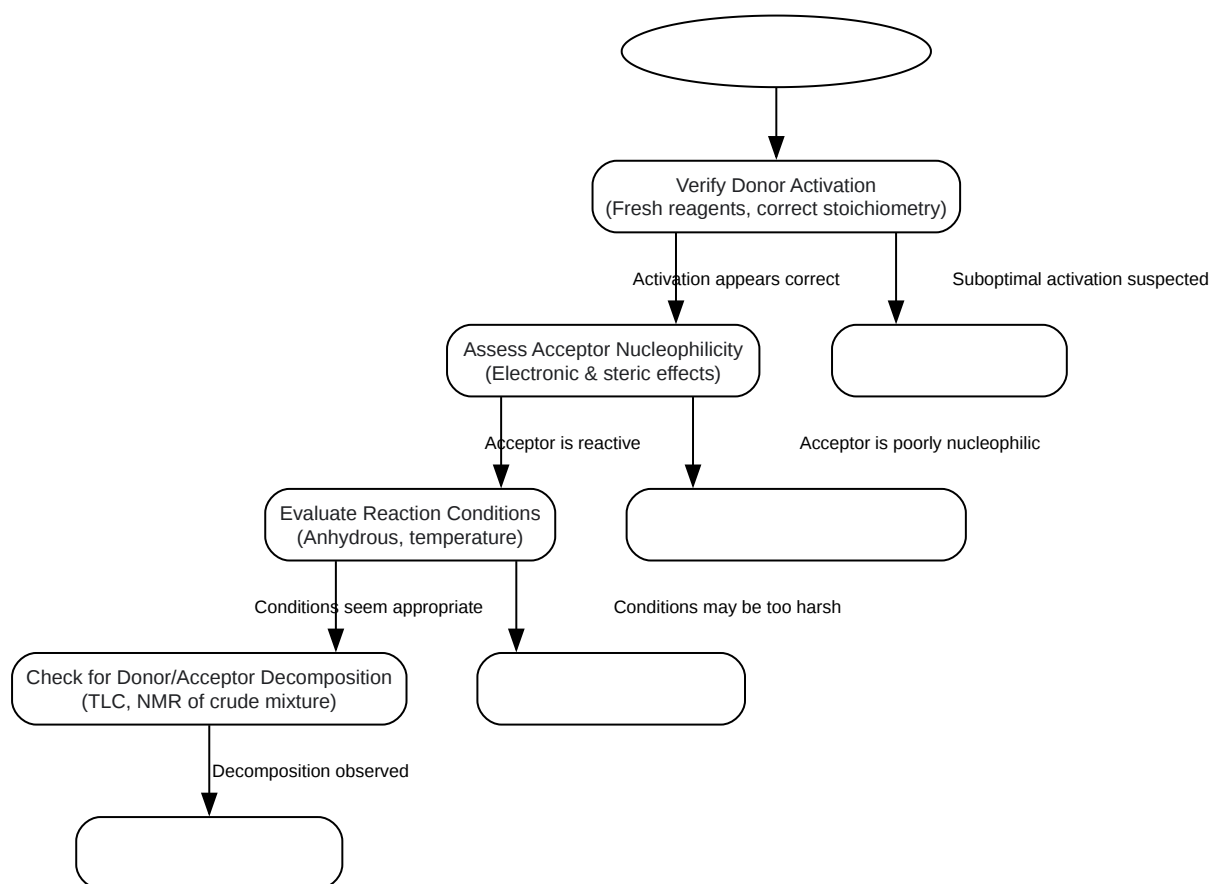 Verify Donor Activation
(Fresh reagents, correct stoichiometry)
Activation appears correct
Suboptimal activation suspected
Assess Acceptor Nucleophilicity
(Electronic & steric effects)
Acceptor is reactive
Acceptor is poorly nucleophilic
Evaluate Reaction Conditions
(Anhydrous, temperature)
Conditions seem appropriate
Conditions may be too harsh
Check for Donor/Acceptor Decomposition
(TLC, NMR of crude mixture)
Decomposition observed